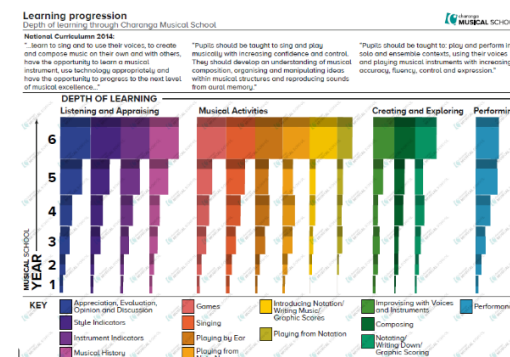 Learning progression
Depth of learning through Charanga Musical School
charanga
MUSICAL SCHOO
National Curriculum 2014:
"...learn to sing and to use their voices, to create
and compose music on their own and with others,
have the opportunity to learn a musical
instrument, use technology appropriately and
have the opportunity to progress to the next level
of musical excellence..."
"Pupils should be taught to sing and play
musically with increasing confidence and control.
They should develop an understanding of musical
composition, organising and manipulating ideas
within musical structures and reproducing sounds
from aural memory."
"Pupils should be taught to: play and perform in
solo and ensemble contexts, using their voices
and playing musical instruments with increasing
accuracy, fluency, control and expression."
DEPTH OF LEARNING
Listening and Appraising
Musical Activities
Creating and Exploring
Performin
MUSICAL SCHOOL
YEAR
6
5
4
3
2
1
KEY
Appreciation, Evaluation,
Opinion and Discussion
Style Indicators
Instrument Indicators
Musical History
Games
Singing
Playing by Ear
Playing from
Introducing Notation/
Writing Music/
Graphic Scores
Playing from Notation
Improvising with Voices
and Instruments
Composing
Notating/
Writing Down/
Graphic Scoring
Performan